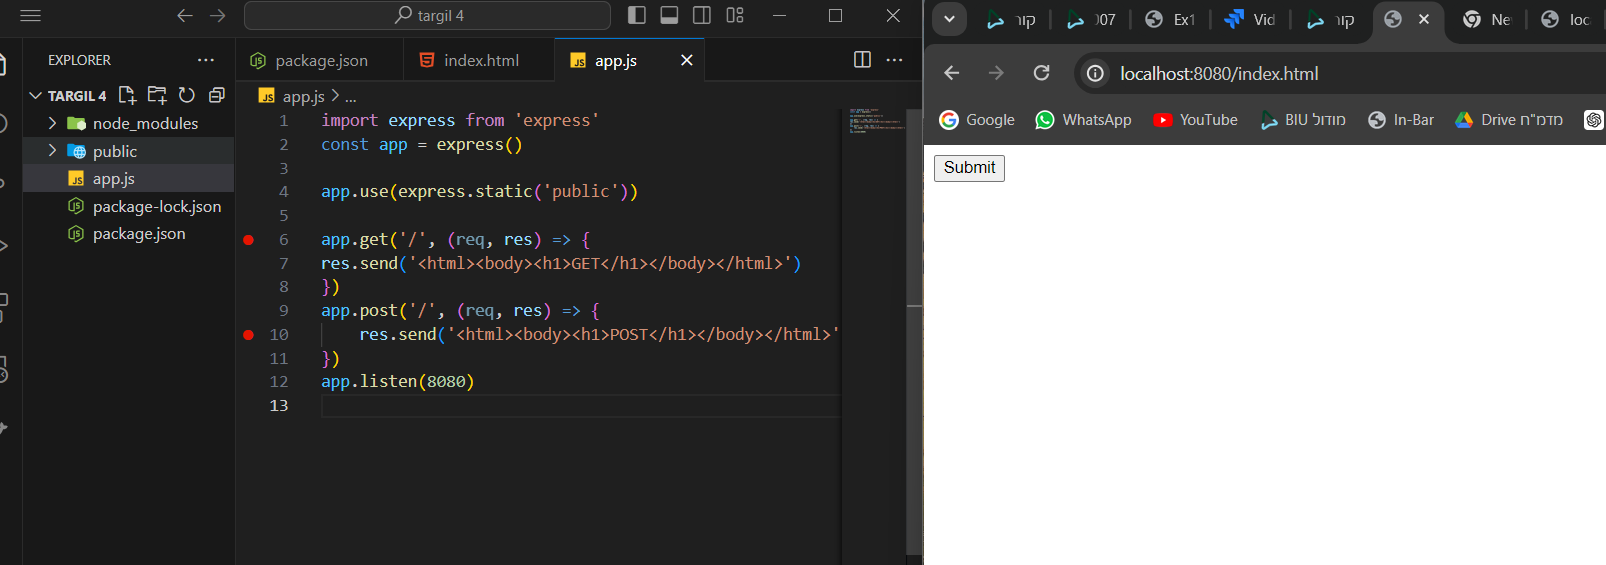 targil 4
EXPLORER
TARGIL 4
node_modules
public
app.js
package-lock.json
package.json
package.json
index.html
app.js
app.js > ...
1 import express from 'express'
2 const app = express()
3
4 app.use(express.static('public'))
5
6 app.get('/', (req, res) => {
7 res.send('<html><body><h1>GET</h1></body></html>')
8 })
9 app.post('/', (req, res) => {
10 res.send('<html><body><h1>POST</h1></body></html>'
11 })
12 app.listen(8080)
13
קור
007
Ex1
Vid
קור
Ne
loc
localhost:8080/index.html
Google
WhatsApp
YouTube
מודול BIU
In-Bar
Drive מדמ"ח
Submit